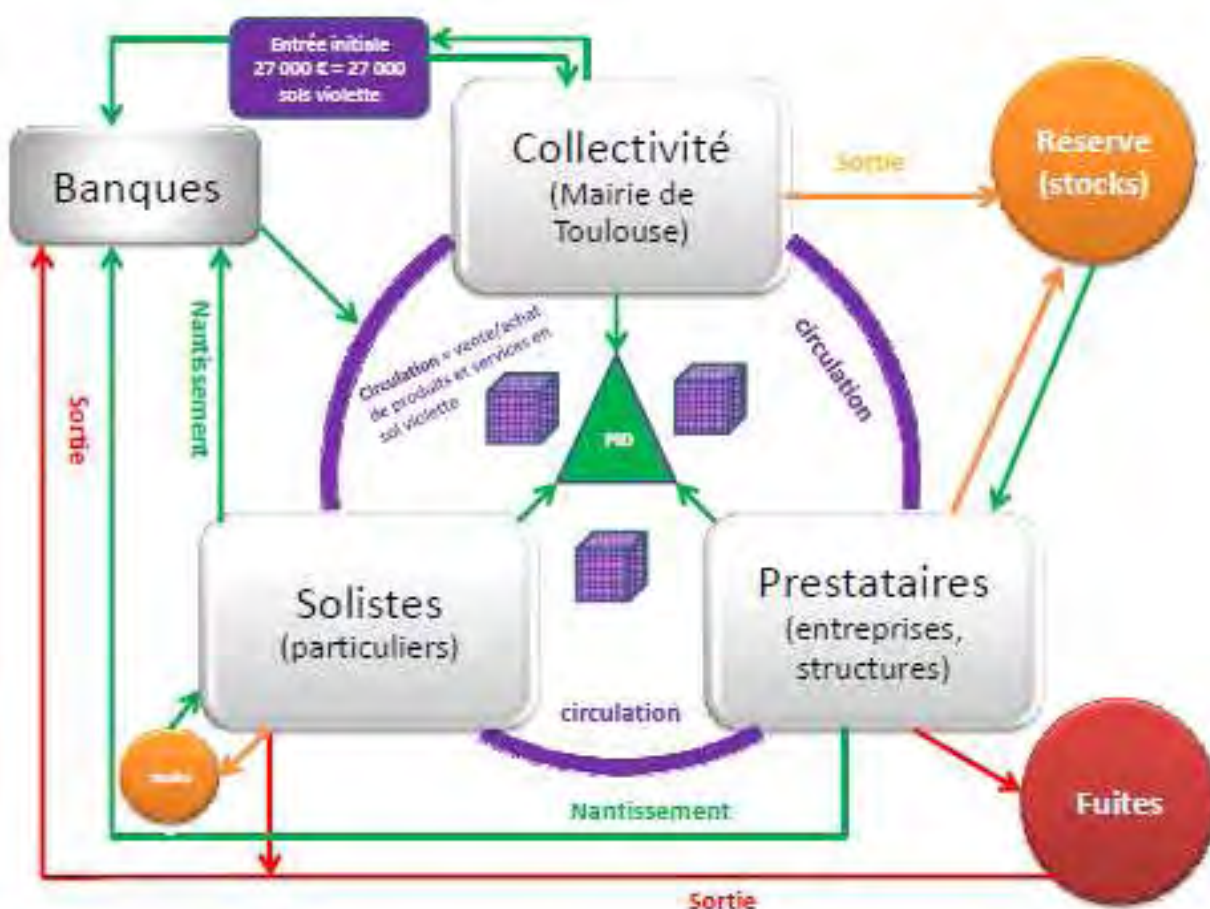 Entrée initiale
27 000 € = 27 000
sols violette
Collectivité
(Mairie de
Toulouse)
Sortie
Réserve
(stocks)
Banques
Nantissement
Sortie
Circulation = vente/achat
de produits et services en
sol violette
circulation
Solistes
(particuliers)
Prestataires
(entreprises,
structures)
circulation
Nantissement
Fuites
Sortie